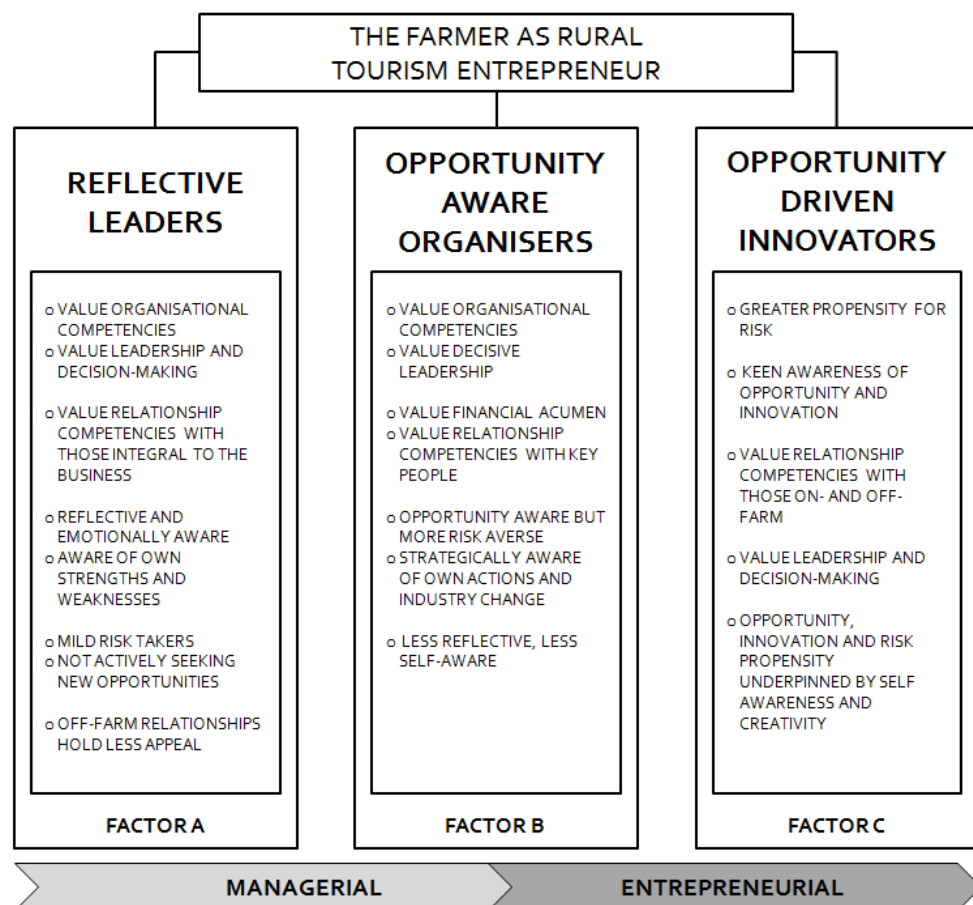 THE FARMER AS RURAL
TOURISM ENTREPRENEUR
REFLECTIVE
LEADERS
o VALUE ORGANISATIONAL
COMPETENCIES
o VALUE LEADERSHIP AND
DECISION-MAKING
o VALUE RELATIONSHIP
COMPETENCIES WITH
THOSE INTEGRAL TO THE
BUSINESS
o REFLECTIVE AND
EMOTIONALLY AWARE
o AWARE OF OWN
STRENGTHS AND
WEAKNESSES
o MILD RISK TAKERS
o NOT ACTIVELY SEEKING
NEW OPPORTUNITIES
o OFF-FARM RELATIONSHIPS
HOLD LESS APPEAL
FACTOR A
OPPORTUNITY
AWARE
ORGANISERS
o VALUE ORGANISATIONAL
COMPETENCIES
o VALUE DECISIVE
LEADERSHIP
o VALUE FINANCIAL ACUMEN
o VALUE RELATIONSHIP
COMPETENCIES WITH KEY
PEOPLE
o OPPORTUNITY AWARE BUT
MORE RISK AVERSE
o STRATEGICALLY AWARE
OF OWN ACTIONS AND
INDUSTRY CHANGE
o LESS REFLECTIVE, LESS
SELF-AWARE
FACTOR B
OPPORTUNITY
DRIVEN
INNOVATORS
o GREATER PROPENSITY FOR
RISK
o KEEN AWARENESS OF
OPPORTUNITY AND
INNOVATION
o VALUE RELATIONSHIP
COMPETENCIES WITH
THOSE ON- AND OFF-
FARM
o VALUE LEADERSHIP AND
DECISION-MAKING
o OPPORTUNITY,
INNOVATION AND RISK
PROPENSITY
UNDERPINNED BY SELF
AWARENESS AND
CREATIVITY
FACTOR C
MANAGERIAL
ENTREPRENEURIAL